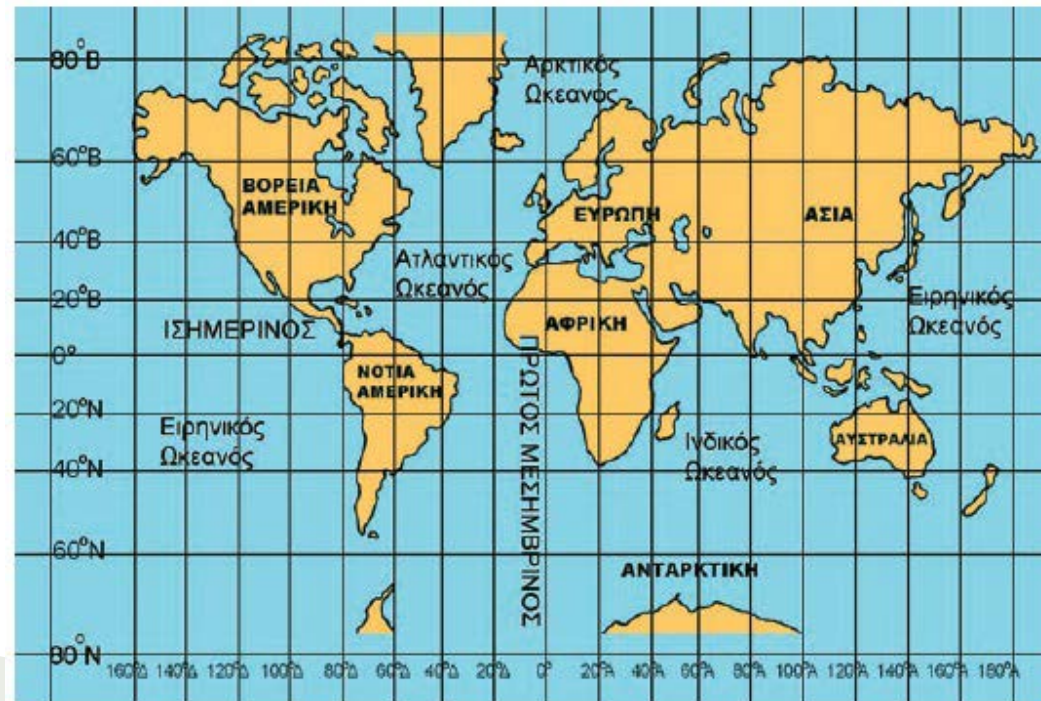 80°Β
Αρκτικός
Ωκεανός
60°Β
ΒΟΡΕΙΑ
ΑΜΕΡΙΚΗ
ΕΥΡΩΠΗ
ΑΣΙΑ
40°Β
Ατλαντικός
Ωκεανός
20°Β
Ειρηνικός
Ωκεανός
ΙΣΗΜΕΡΙΝΟΣ
ΑΦΡΙΚΗ
0°
ΠΡΩΤΟΣ ΜΕΣΗΜΒΡΙΝΟΣ
ΝΟΤΙΑ
ΑΜΕΡΙΚΗ
20°Ν
Ειρηνικός
Ωκεανός
Ινδικός
Ωκεανός
ΑΥΣΤΡΑΛΙΑ
40°Ν
60°Ν
ΑΝΤΑΡΚΤΙΚΗ
80°Ν
160°Δ 140°Δ 120°Δ 100°Δ 80°Δ 60°Δ 40°Δ 20°Δ 0° 20°Α 40°Α 60°Α 80°Α 100°Α 120°Α 140°Α 160°Α 180°Α